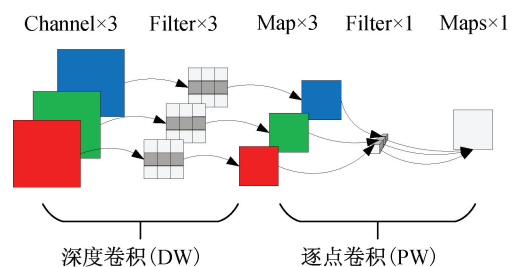 Channel×3 Filter×3 Map×3 Filter×1 Maps×1
深度卷积(DW) 逐点卷积(PW)